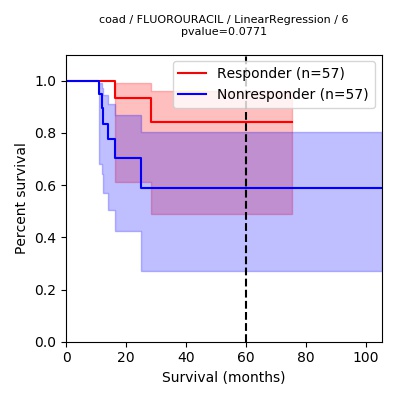 coad / FLUOROURACIL / LinearRegression / 6
pvalue=0.0771
Responder (n=57)
Nonresponder (n=57)
Percent survival
1.0
0.8
0.6
0.4
0.2
0.0
0 20 40 60 80 100
Survival (months)